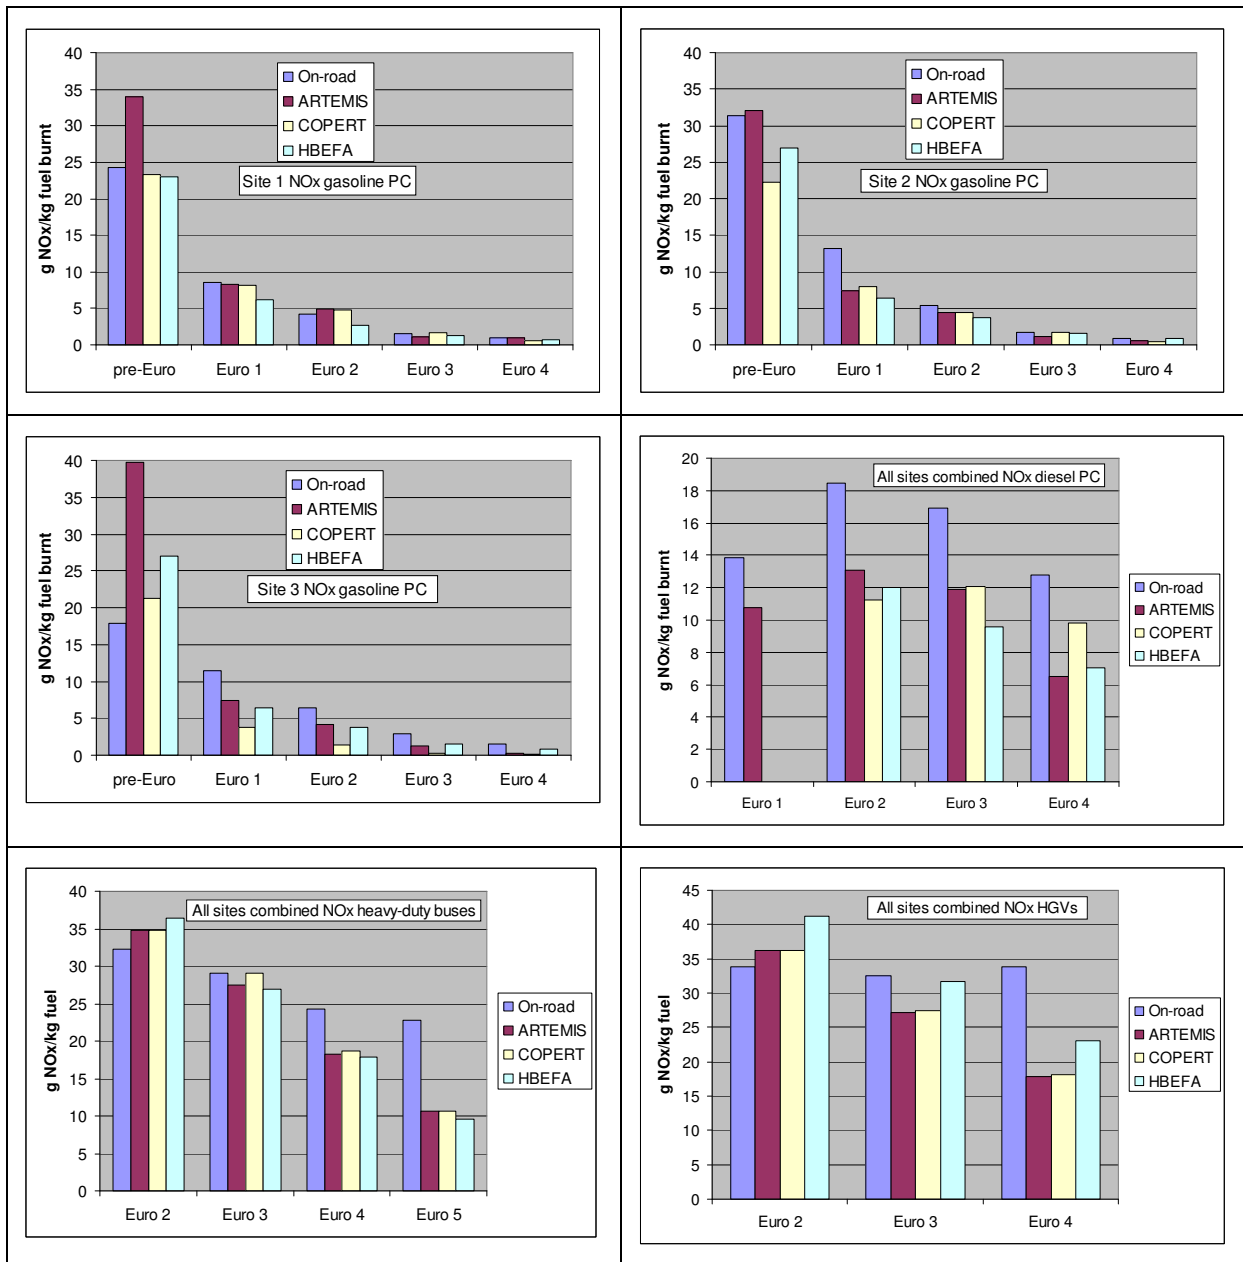 40
35
30
25
20
15
10
5
0
g NOx/kg fuel burnt
On-road
ARTEMIS
COPERT
HBEFA
Site 1 NOx gasoline PC
pre-Euro Euro 1 Euro 2 Euro 3 Euro 4
40
35
30
25
20
15
10
5
0
g NOx/kg fuel burnt
On-road
ARTEMIS
COPERT
HBEFA
Site 2 NOx gasoline PC
pre-Euro Euro 1 Euro 2 Euro 3 Euro 4
40
35
30
25
20
15
10
5
0
g NOx/kg fuel burnt
On-road
ARTEMIS
COPERT
HBEFA
Site 3 NOx gasoline PC
pre-Euro Euro 1 Euro 2 Euro 3 Euro 4
20
18
16
14
12
10
8
6
4
2
0
g NOx/kg fuel burnt
All sites combined NOx diesel PC
On-road
ARTEMIS
COPERT
HBEFA
Euro 1 Euro 2 Euro 3 Euro 4
40
35
30
25
20
15
10
5
0
g NOx/kg fuel
All sites combined NOx heavy-duty buses
On-road
ARTEMIS
COPERT
HBEFA
Euro 2 Euro 3 Euro 4 Euro 5
45
40
35
30
25
20
15
10
5
0
g NOx/kg fuel
All sites combined NOx HGVs
On-road
ARTEMIS
COPERT
HBEFA
Euro 2 Euro 3 Euro 4